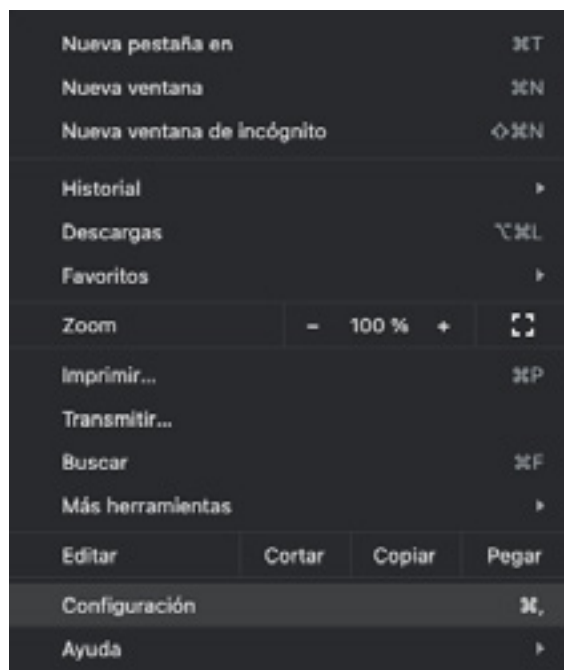 Nueva pestaña en ⌘T
Nueva ventana ⌘N
Nueva ventana de incógnito ⇧⌘N
Historial
Descargas ⌥⌘L
Favoritos
Zoom - 100 % +
Imprimir... ⌘P
Transmitir...
Buscar ⌘F
Más herramientas
Editar Cortar Copiar Pegar
Configuración ⌘,
Ayuda